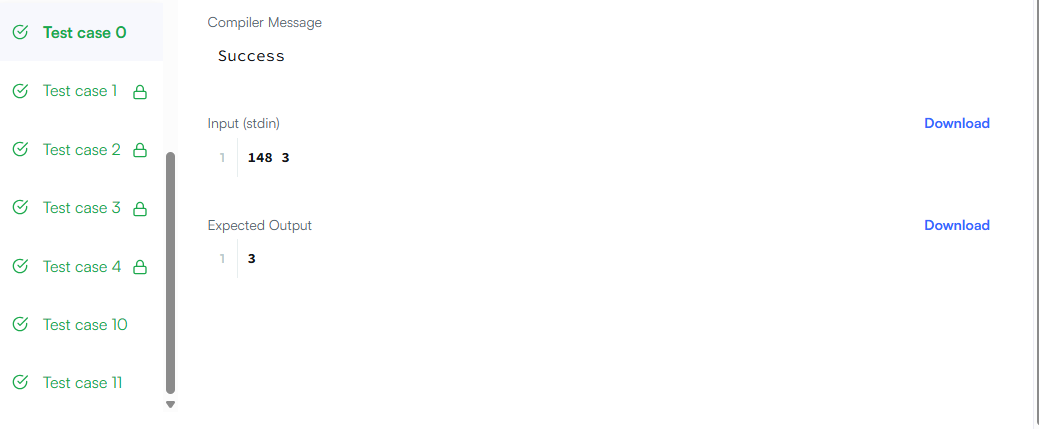 Test case 0
Test case 1
Test case 2
Test case 3
Test case 4
Test case 10
Test case 11
Compiler Message
Success
Input (stdin)
Download
1 148 3
Expected Output
Download
1 3